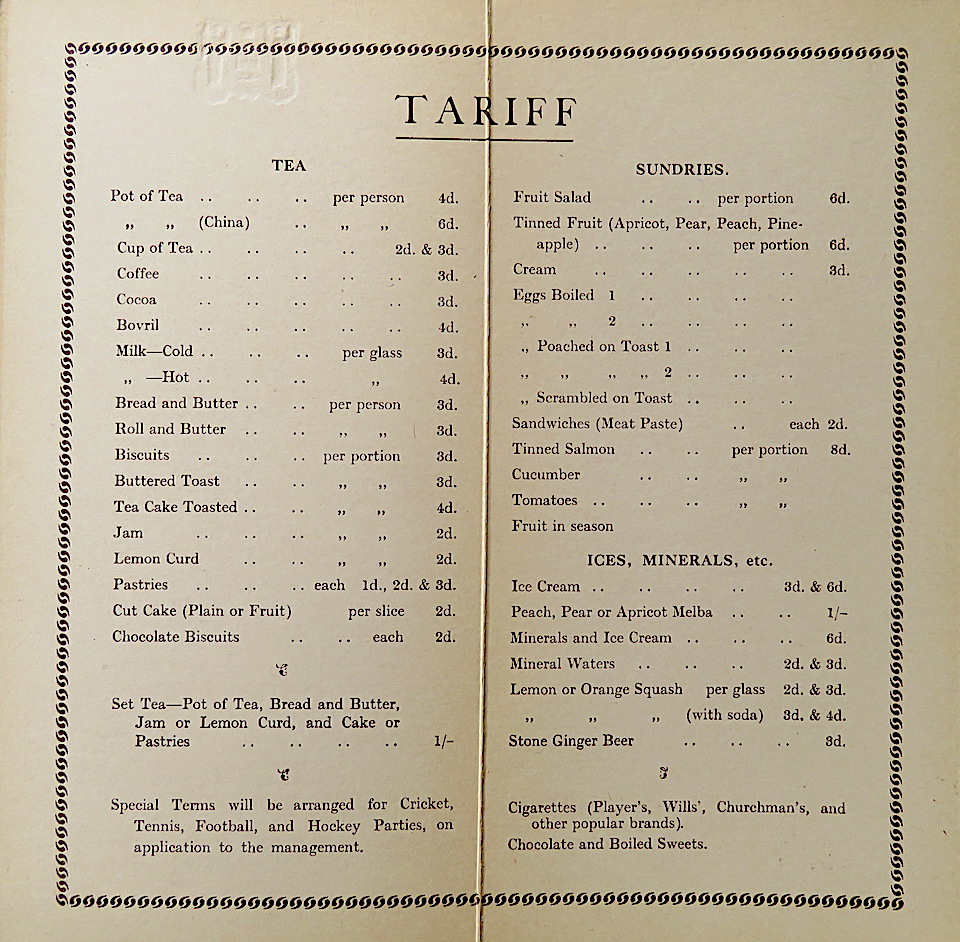 TARIFF
TEA
Pot of Tea .. .. .. per person 4d.
„ „ (China) .. „ „ 6d.
Cup of Tea .. .. .. .. 2d. & 3d.
Coffee .. .. .. .. .. 3d.
Cocoa .. .. .. .. .. 3d.
Bovril .. .. .. .. .. 4d.
Milk—Cold .. .. .. per glass 3d.
„ —Hot .. .. .. „ 4d.
Bread and Butter .. .. per person 3d.
Roll and Butter .. .. „ „ 3d.
Biscuits .. .. .. per portion 3d.
Buttered Toast .. .. „ „ 3d.
Tea Cake Toasted .. .. „ „ 4d.
Jam .. .. .. „ „ 2d.
Lemon Curd .. .. „ „ 2d.
Pastries .. .. .. each 1d., 2d. & 3d.
Cut Cake (Plain or Fruit) per slice 2d.
Chocolate Biscuits .. .. each 2d.
Set Tea—Pot of Tea, Bread and Butter,
Jam or Lemon Curd, and Cake or
Pastries .. .. .. .. 1/-
Special Terms will be arranged for Cricket,
Tennis, Football, and Hockey Parties, on
application to the management.
SUNDRIES.
Fruit Salad .. .. per portion 6d.
Tinned Fruit (Apricot, Pear, Peach, Pine-
apple) .. .. .. per portion 6d.
Cream .. .. .. .. .. 3d.
Eggs Boiled 1 .. .. .. ..
„ „ 2 .. .. .. ..
„ Poached on Toast 1 .. .. ..
„ „ „ „ 2 .. .. ..
„ Scrambled on Toast .. .. ..
Sandwiches (Meat Paste) .. each 2d.
Tinned Salmon .. .. per portion 8d.
Cucumber .. .. „ „
Tomatoes .. .. .. „ „
Fruit in season
ICES, MINERALS, etc.
Ice Cream .. .. .. .. 3d. & 6d.
Peach, Pear or Apricot Melba .. .. 1/-
Minerals and Ice Cream .. .. .. 6d.
Mineral Waters .. .. .. 2d. & 3d.
Lemon or Orange Squash per glass 2d. & 3d.
„ „ „ (with soda) 3d. & 4d.
Stone Ginger Beer .. .. .. 3d.
Cigarettes (Player's, Wills', Churchman's, and
other popular brands).
Chocolate and Boiled Sweets.